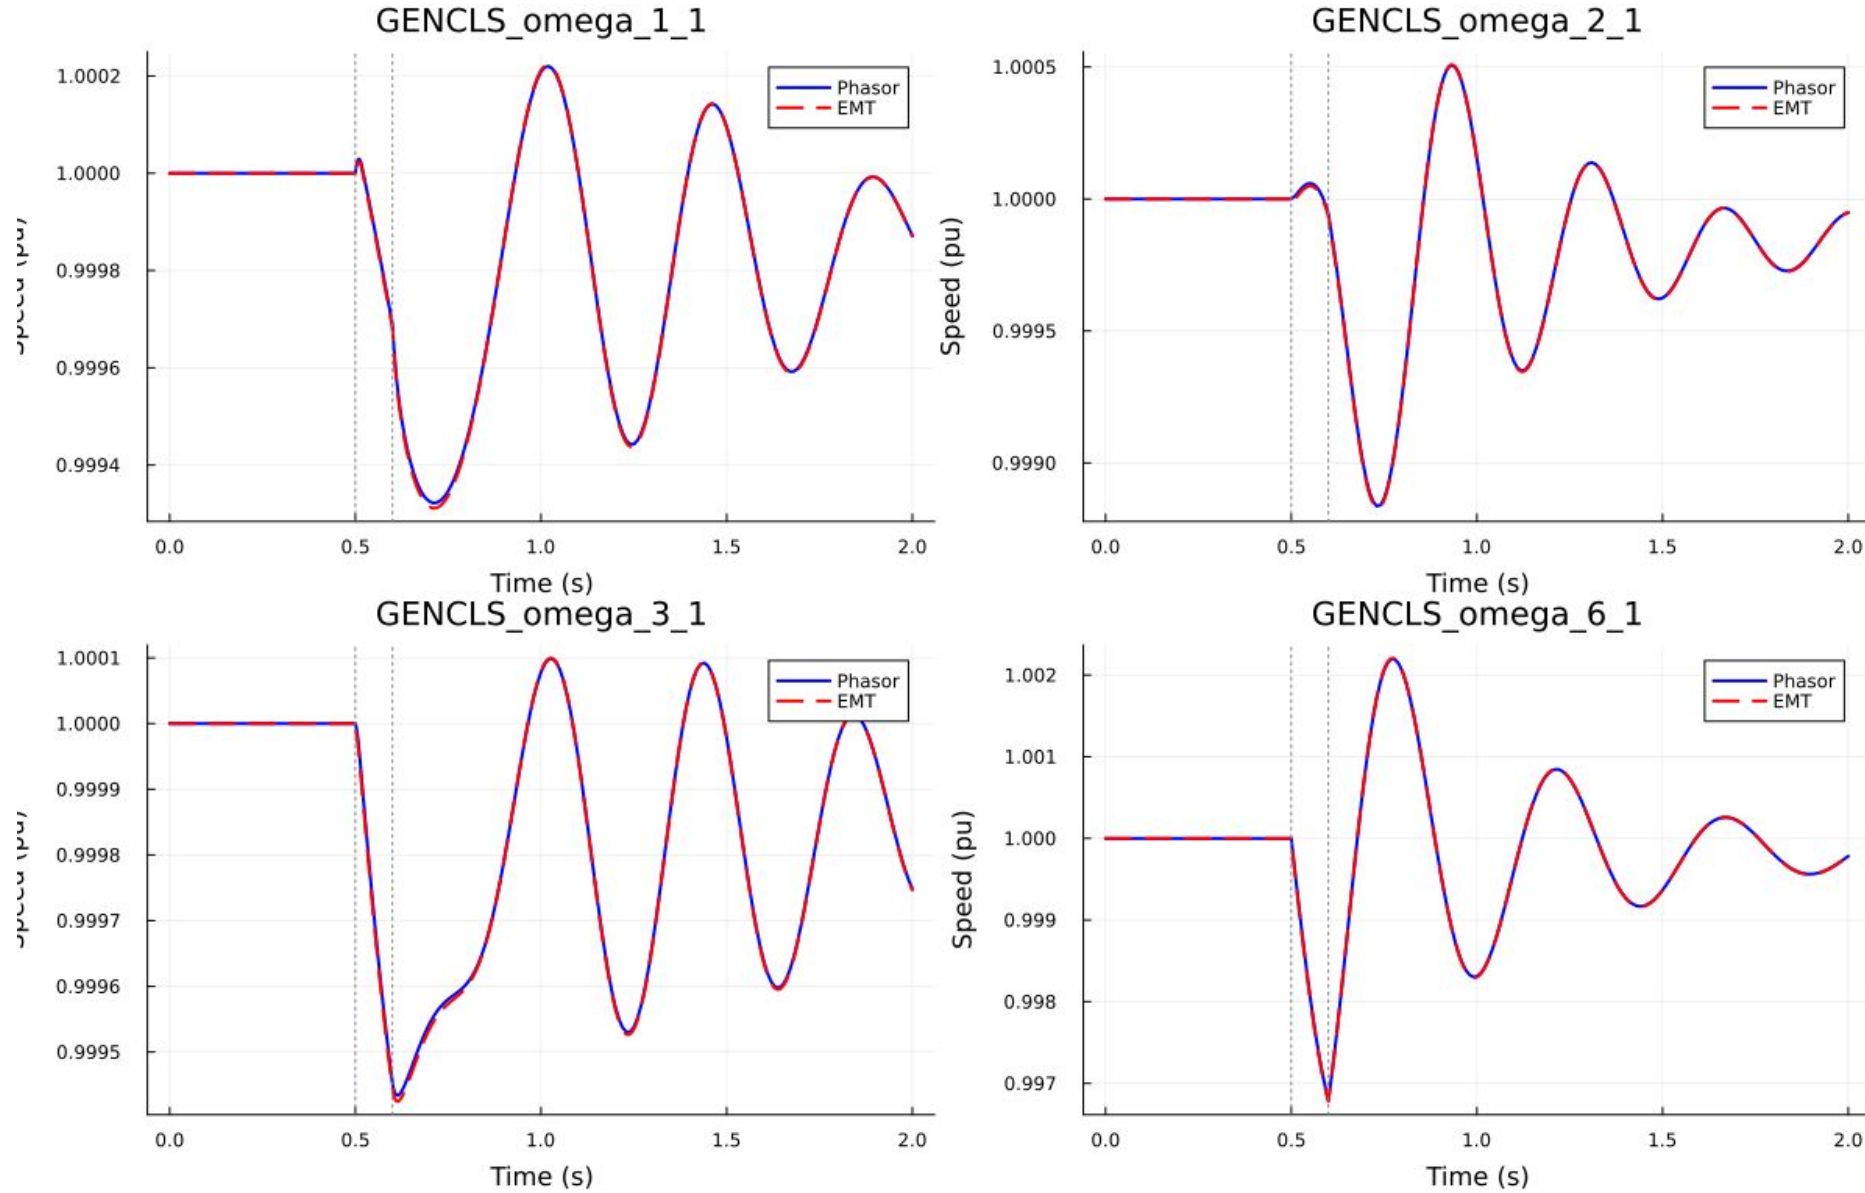 GENCLS_omega_1_1
1.0002
1.0000
0.9998
0.9996
0.9994
Phasor
EMT
0.0
0.5
1.0
1.5
2.0
Time (s)
GENCLS_omega_2_1
Speed (pu)
1.0005
1.0000
0.9995
0.9990
Phasor
EMT
0.0
0.5
1.0
1.5
2.0
Time (s)
GENCLS_omega_3_1
1.0001
1.0000
0.9999
0.9998
0.9997
0.9996
0.9995
Phasor
EMT
0.0
0.5
1.0
1.5
2.0
Time (s)
GENCLS_omega_6_1
Speed (pu)
1.002
1.001
1.000
0.999
0.998
0.997
Phasor
EMT
0.0
0.5
1.0
1.5
2.0
Time (s)